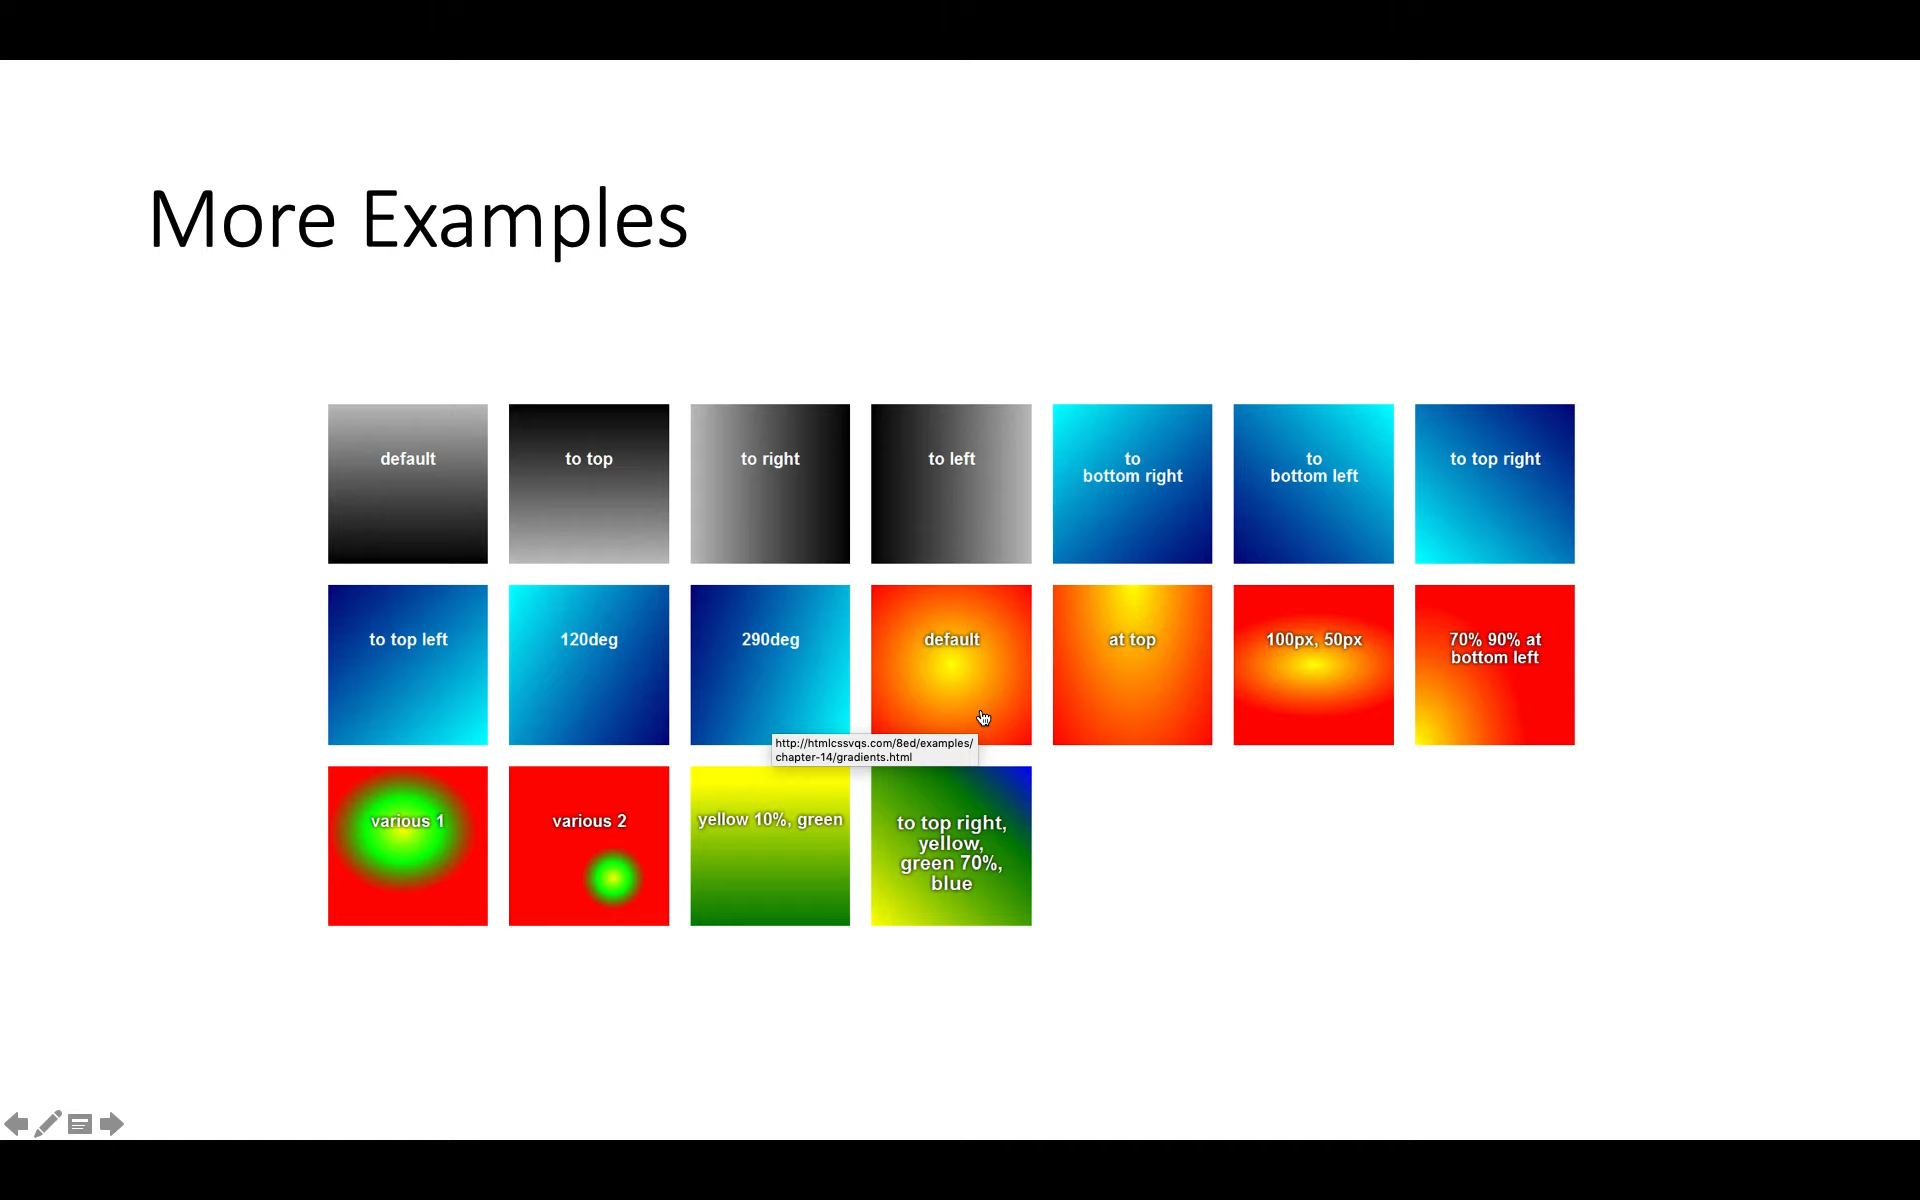 More Examples
default
to top
to right
to left
to
bottom right
to
bottom left
to top right
to top left
120deg
290deg
default
at top
100px, 50px
70% 90% at
bottom left
http://htmlcssvqs.com/8ed/examples/
chapter-14/gradients.html
various 1
various 2
yellow 10%, green
to top right,
yellow,
green 70%,
blue